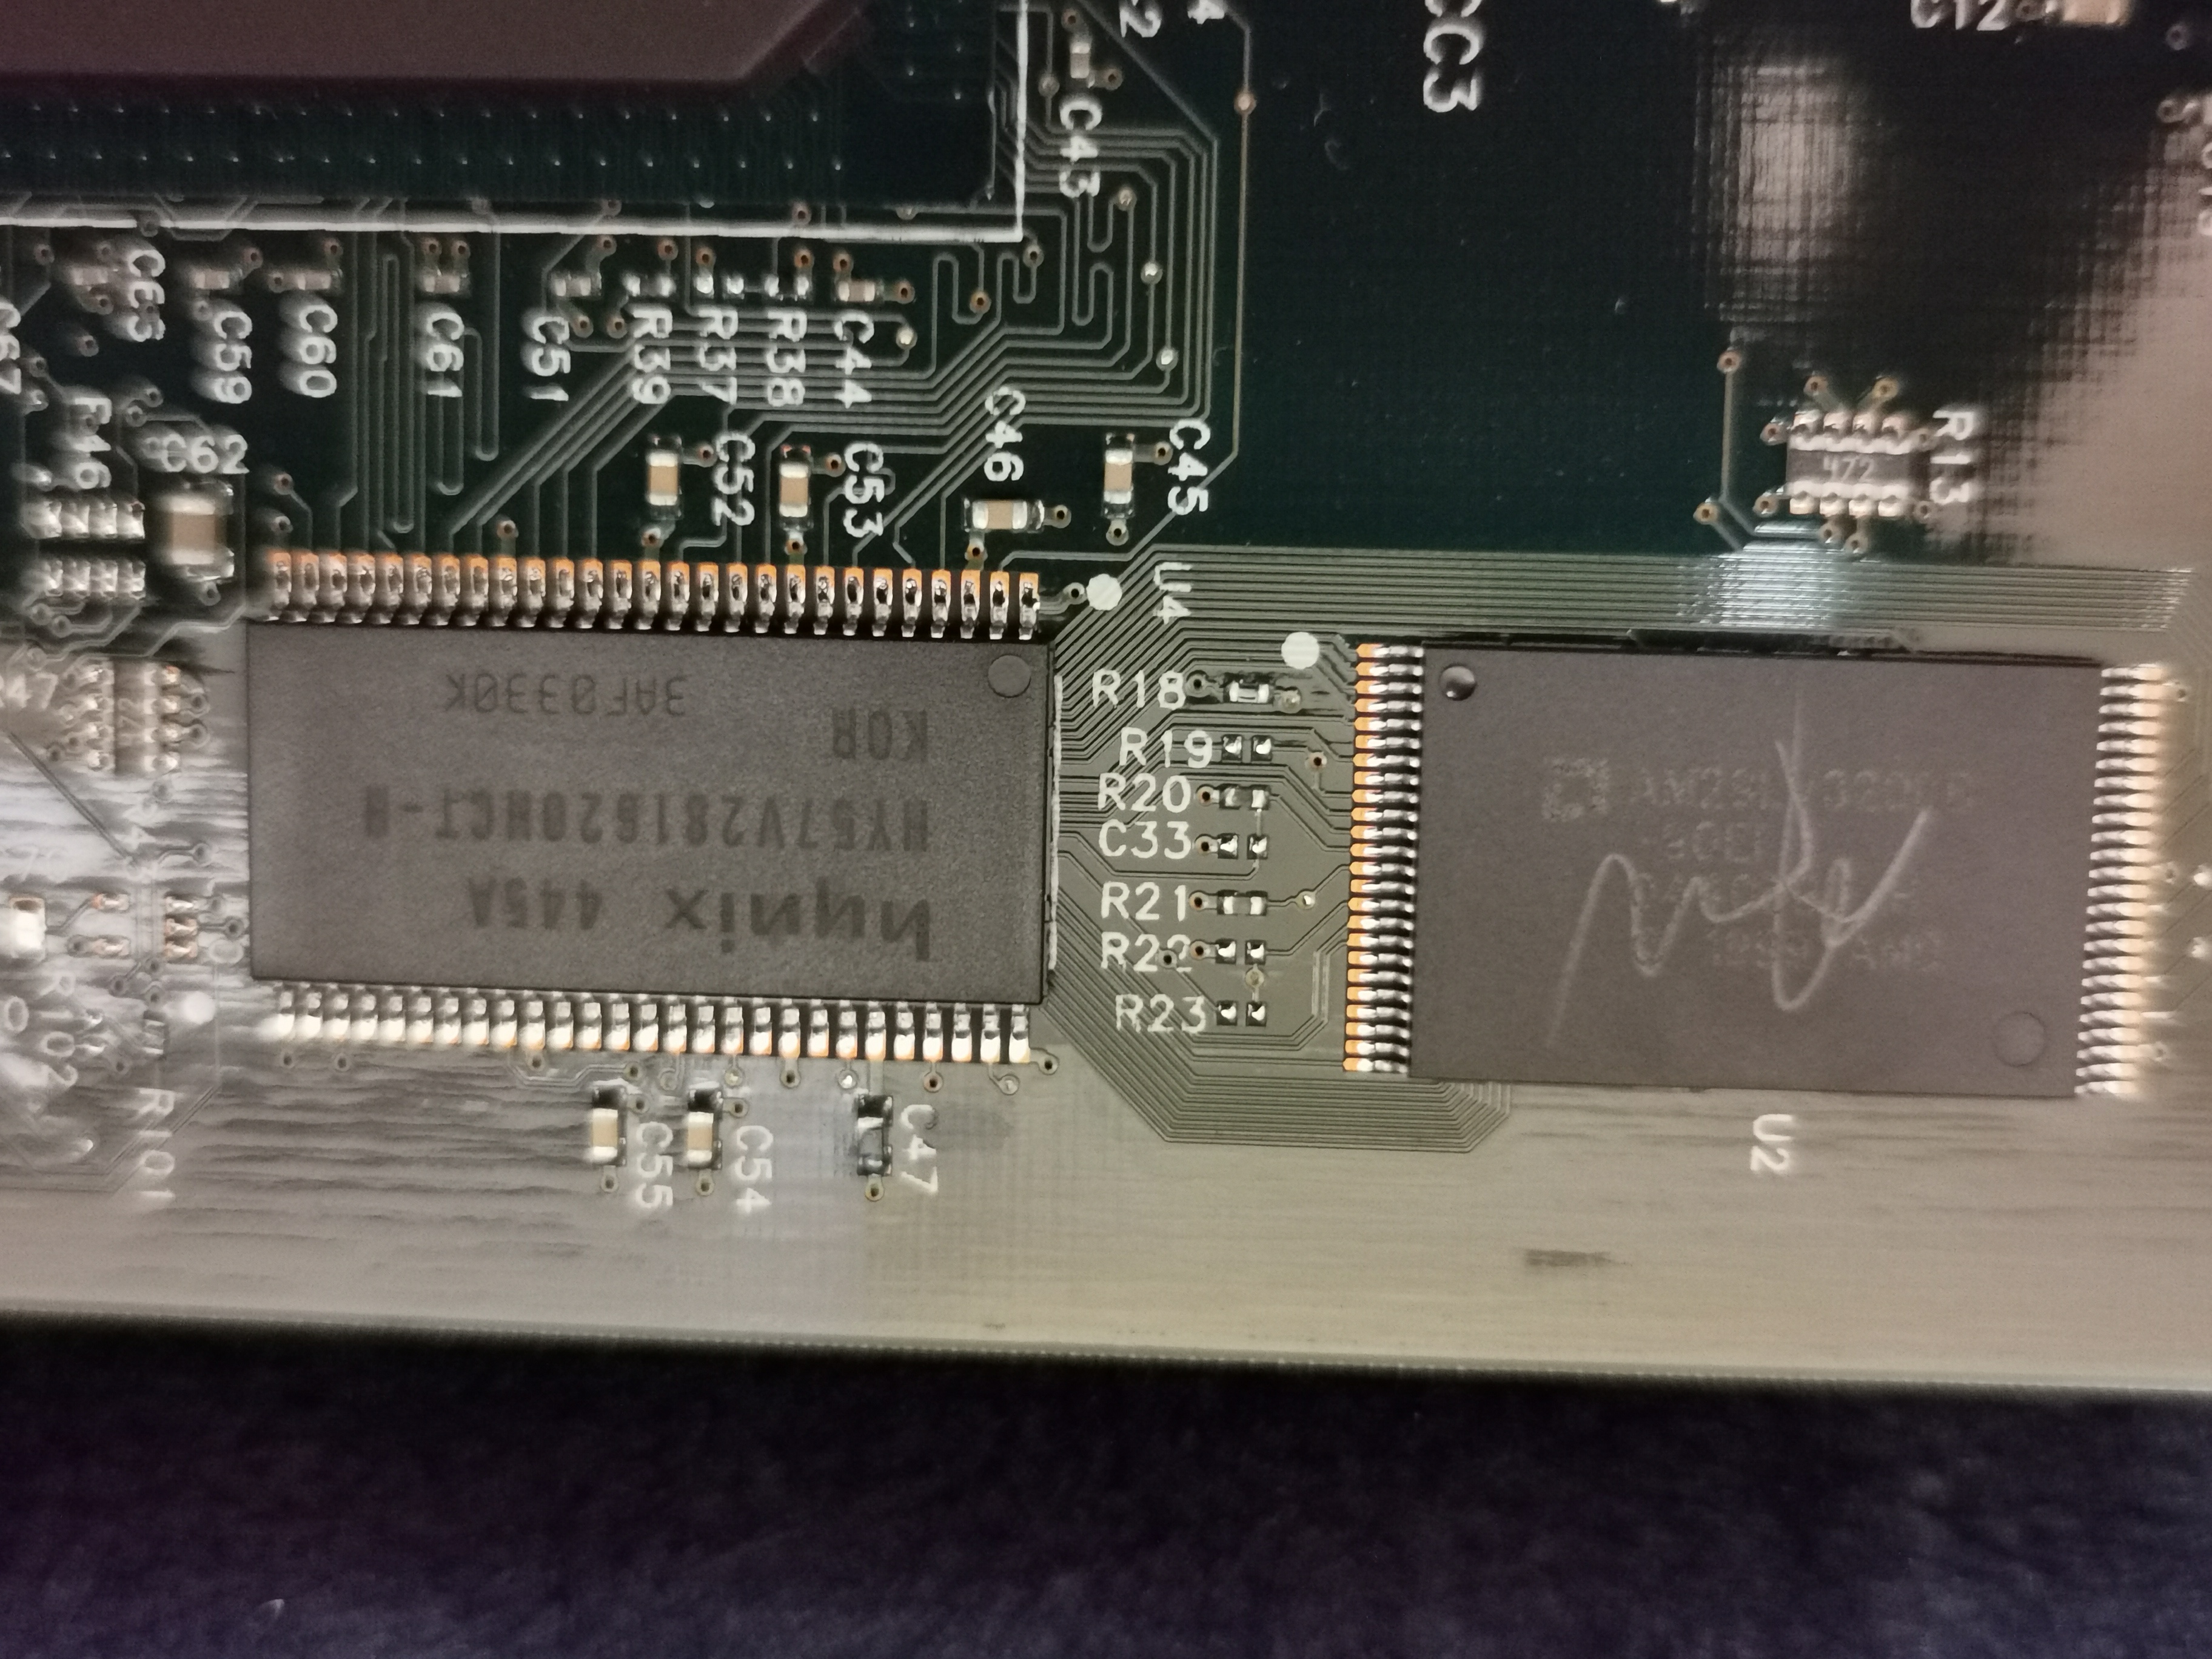 CC3
C12
C43
C59
C60
C61
C51
R39
R37
R38
C44
C46
C45
C52
C53
C62
R13
472
U4
hynix 445A
HY57V281620HCT-H
KOR
3AF0330K
R18
R19
R20
C33
R21
R22
R23
U2
C55
C54
C47
R101